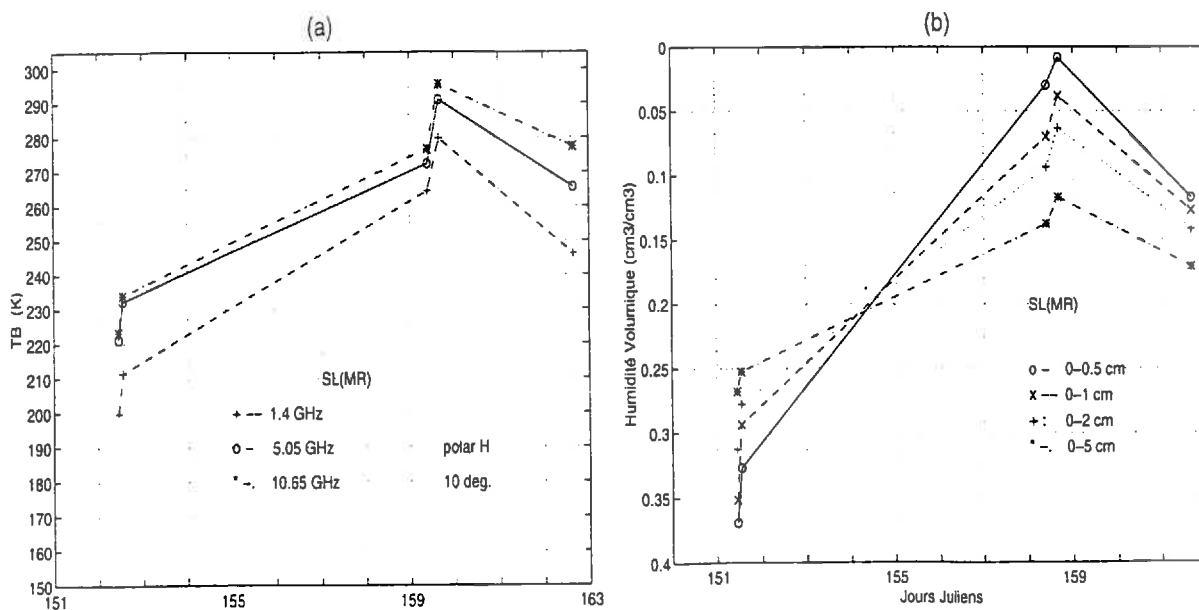 (a)
TB (K)
300
290
280
270
260
250
240
230
220
210
200
190
180
170
160
150
151
155
159
163
SL(MR)
+ -- 1.4 GHz
o - 5.05 GHz
* -. 10.65 GHz
polar H
10 deg.
(b)
Humidité Volumique (cm3/cm3)
0
0.05
0.1
0.15
0.2
0.25
0.3
0.35
0.4
151
155
159
Jours Juliens
SL(MR)
o - 0-0.5 cm
x -- 0-1 cm
+ : 0-2 cm
* -. 0-5 cm